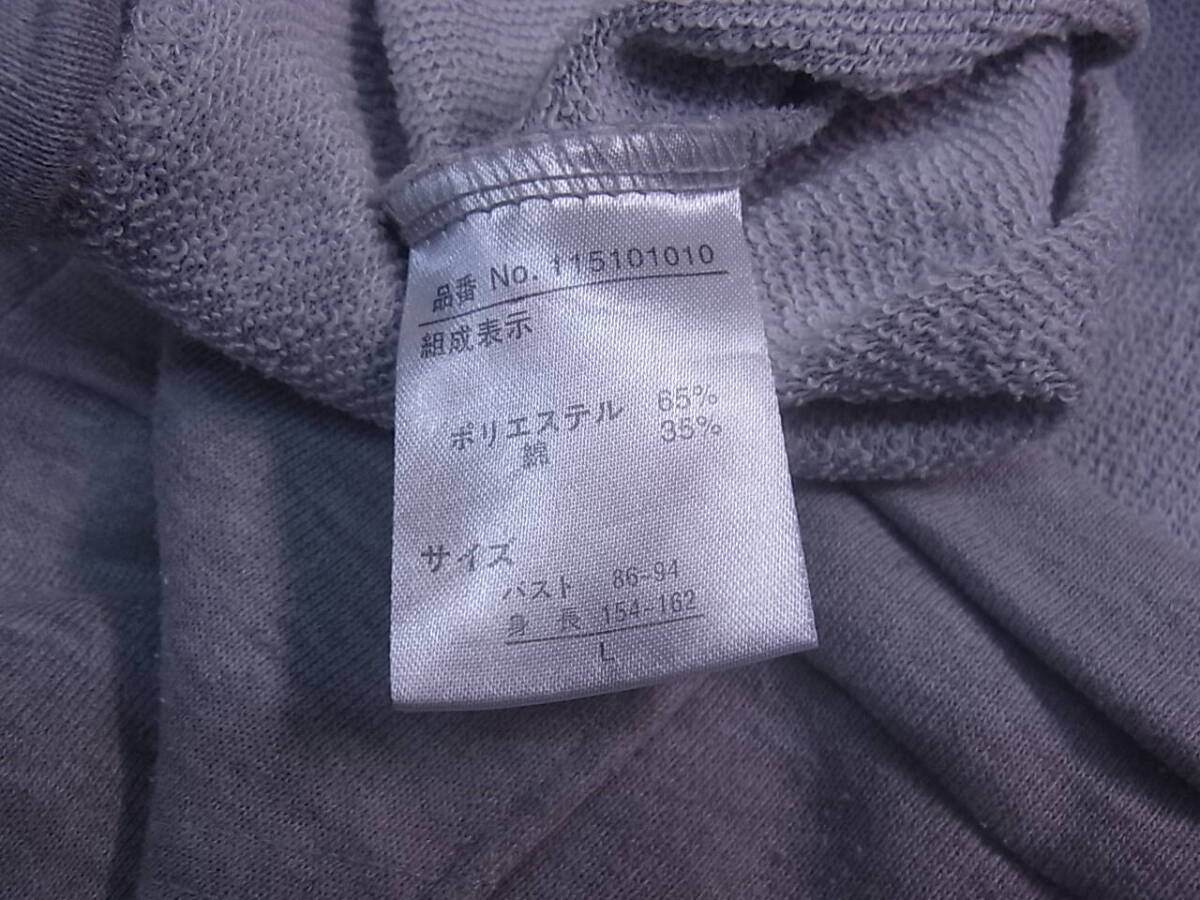 品番 No. 115101010
組成表示
ポリエステル 65%
綿 35%
サイズ
バスト 86-94
身長 154-162
L